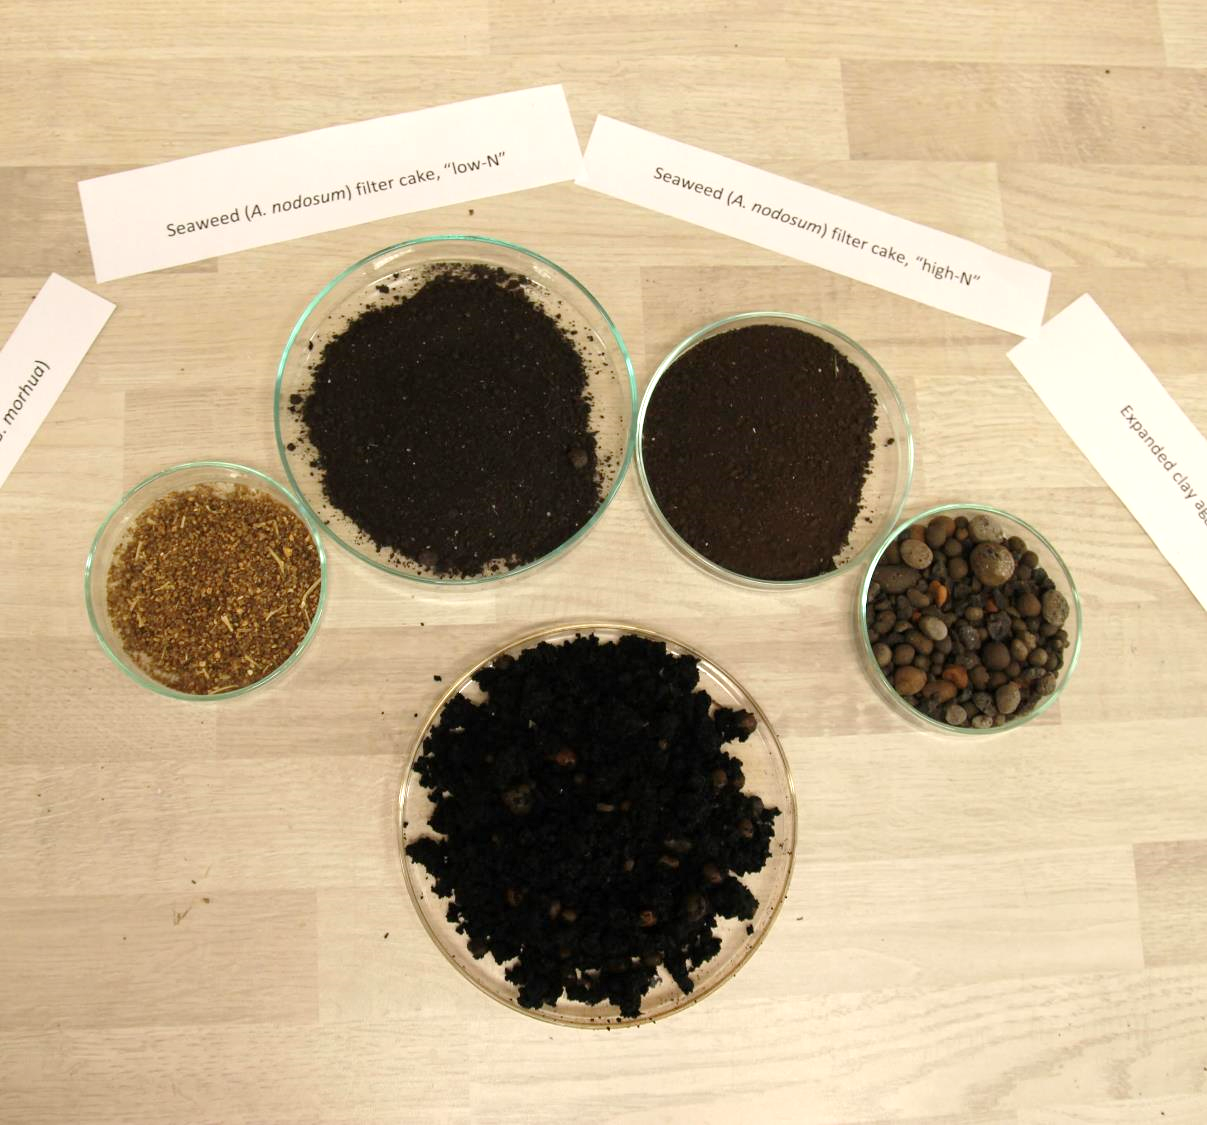 morhua)
Seaweed (A. nodosum) filter cake, “low-N”
Seaweed (A. nodosum) filter cake, “high-N”
Expanded clay